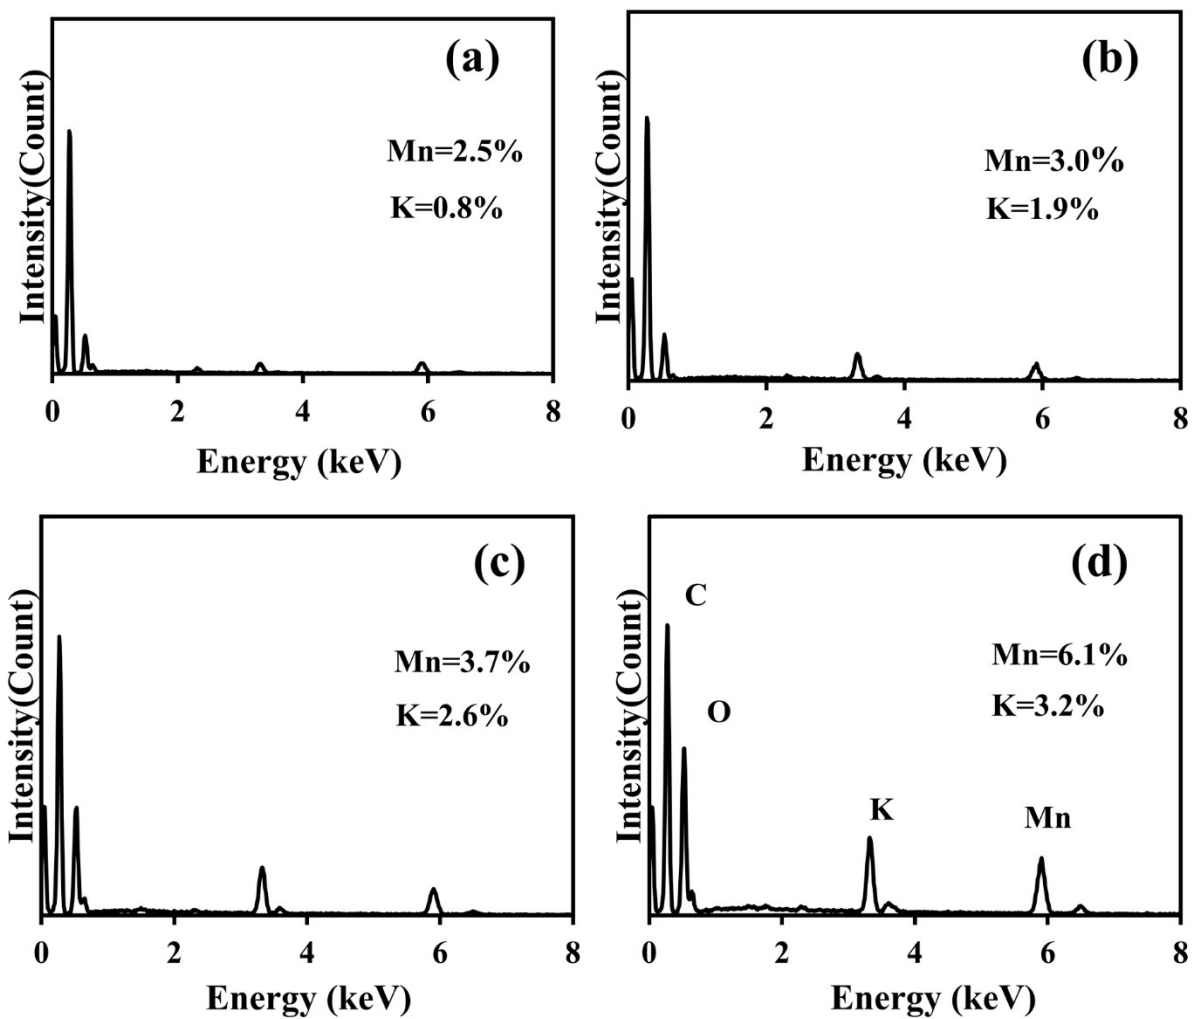 (a)
Mn=2.5%
K=0.8%
Intensity(Count)
0 2 4 6 8
Energy (keV)
(b)
Mn=3.0%
K=1.9%
Intensity(Count)
0 2 4 6 8
Energy (keV)
(c)
Mn=3.7%
K=2.6%
Intensity(Count)
0 2 4 6 8
Energy (keV)
(d)
C
Mn=6.1%
K=3.2%
O
K
Mn
Intensity(Count)
0 2 4 6 8
Energy (keV)